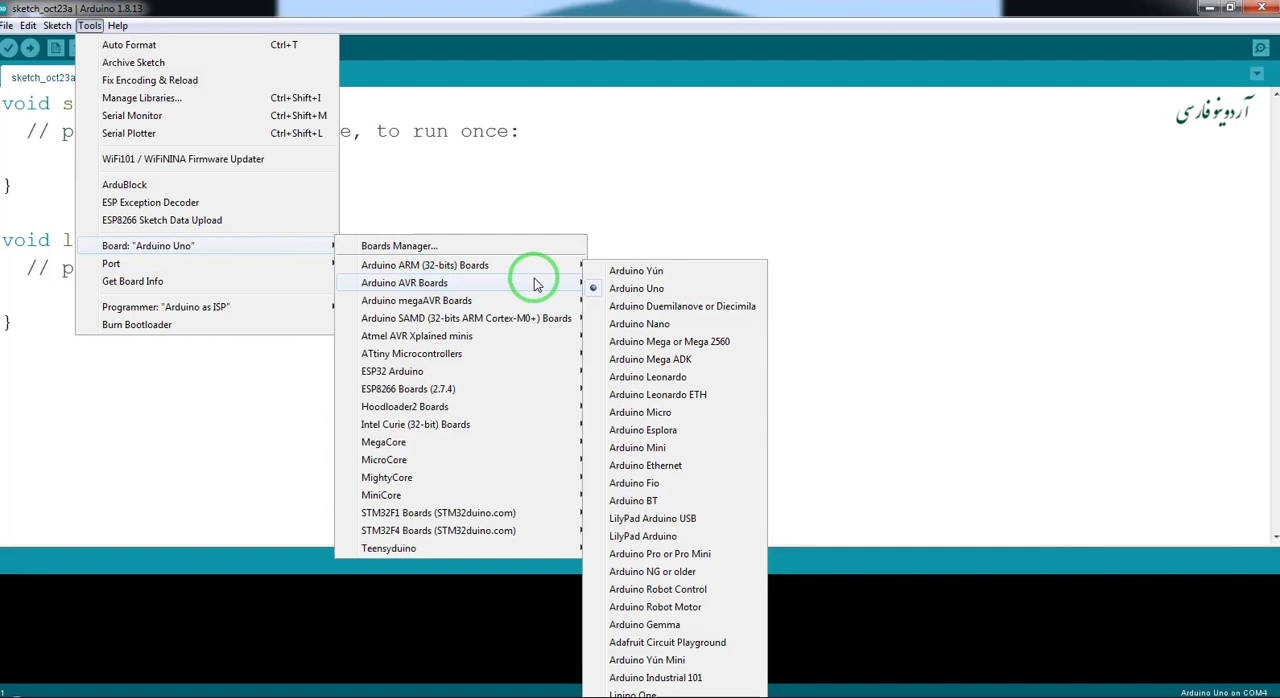 sketch_oct23a | Arduino 1.8.13
File Edit Sketch Tools Help
sketch_oct23a
آردوینو فارسی
Auto Format Ctrl+T
Archive Sketch
Fix Encoding & Reload
Manage Libraries... Ctrl+Shift+I
Serial Monitor Ctrl+Shift+M
Serial Plotter Ctrl+Shift+L
WiFi101 / WiFiNINA Firmware Updater
ArduBlock
ESP Exception Decoder
ESP8266 Sketch Data Upload
Board: "Arduino Uno"
Port
Get Board Info
Programmer: "Arduino as ISP"
Burn Bootloader
void s
// p e, to run once:
}
void l
// p
}
Boards Manager...
Arduino ARM (32-bits) Boards
Arduino AVR Boards
Arduino megaAVR Boards
Arduino SAMD (32-bits ARM Cortex-M0+) Boards
Atmel AVR Xplained minis
ATtiny Microcontrollers
ESP32 Arduino
ESP8266 Boards (2.7.4)
Hoodloader2 Boards
Intel Curie (32-bit) Boards
MegaCore
MicroCore
MightyCore
MiniCore
STM32F1 Boards (STM32duino.com)
STM32F4 Boards (STM32duino.com)
Teensyduino
Arduino Yún
Arduino Uno
Arduino Duemilanove or Diecimila
Arduino Nano
Arduino Mega or Mega 2560
Arduino Mega ADK
Arduino Leonardo
Arduino Leonardo ETH
Arduino Micro
Arduino Esplora
Arduino Mini
Arduino Ethernet
Arduino Fio
Arduino BT
LilyPad Arduino USB
LilyPad Arduino
Arduino Pro or Pro Mini
Arduino NG or older
Arduino Robot Control
Arduino Robot Motor
Arduino Gemma
Adafruit Circuit Playground
Arduino Yún Mini
Arduino Industrial 101
Linino One
1
Arduino Uno on COM4